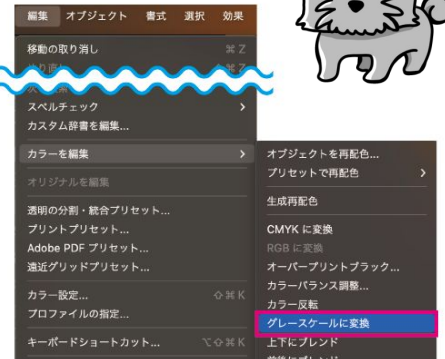 編集 オブジェクト 書式 選択 効果
移動の取り消し ⌘ Z
スペルチェック >
カスタム辞書を編集...
カラーを編集 >
オリジナルを編集
透明の分割・統合プリセット...
プリントプリセット...
Adobe PDF プリセット...
遠近グリッドプリセット...
カラー設定... ⇧⌘K
プロファイルの指定...
キーボードショートカット... ⌥⇧⌘K
オブジェクトを再配色...
プリセットで再配色 >
生成再配色
CMYK に変換
RGB に変換
オーバープリントブラック...
カラーバランス調整...
カラー反転
グレースケールに変換
上下にブレンド